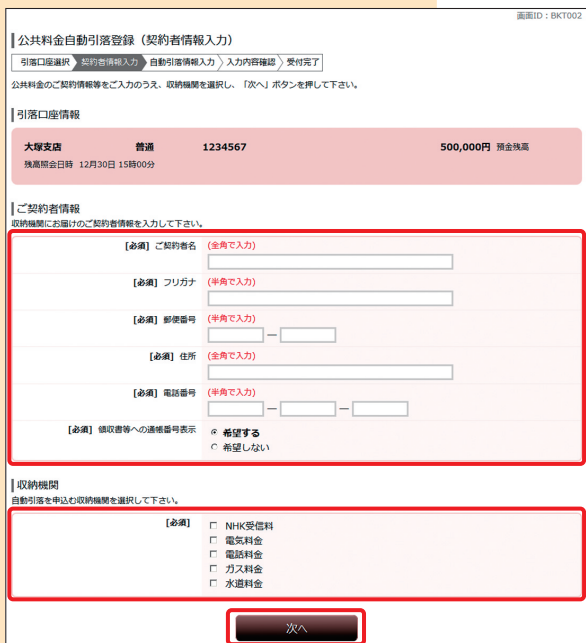 画面ID：BKT002
公共料金自動引落登録（契約者情報入力）
引落口座選択 契約者情報入力 自動引落情報入力 入力内容確認 受付完了
公共料金のご契約情報等をご入力のうえ、収納機関を選択し、「次へ」ボタンを押して下さい。
引落口座情報
大塚支店 普通 1234567 500,000円 預金残高
残高照会日時 12月30日 15時00分
ご契約者情報
収納機関にお届けのご契約者情報を入力して下さい。
[必須] ご契約者名 (全角で入力)
[必須] フリガナ (半角で入力)
[必須] 郵便番号 (半角で入力)
－
[必須] 住所 (全角で入力)
[必須] 電話番号 (半角で入力)
－ －
[必須] 領収書等への通帳番号表示 希望する
希望しない
収納機関
自動引落を申込む収納機関を選択して下さい。
[必須] NHK受信料
電気料金
電話料金
ガス料金
水道料金
次へ